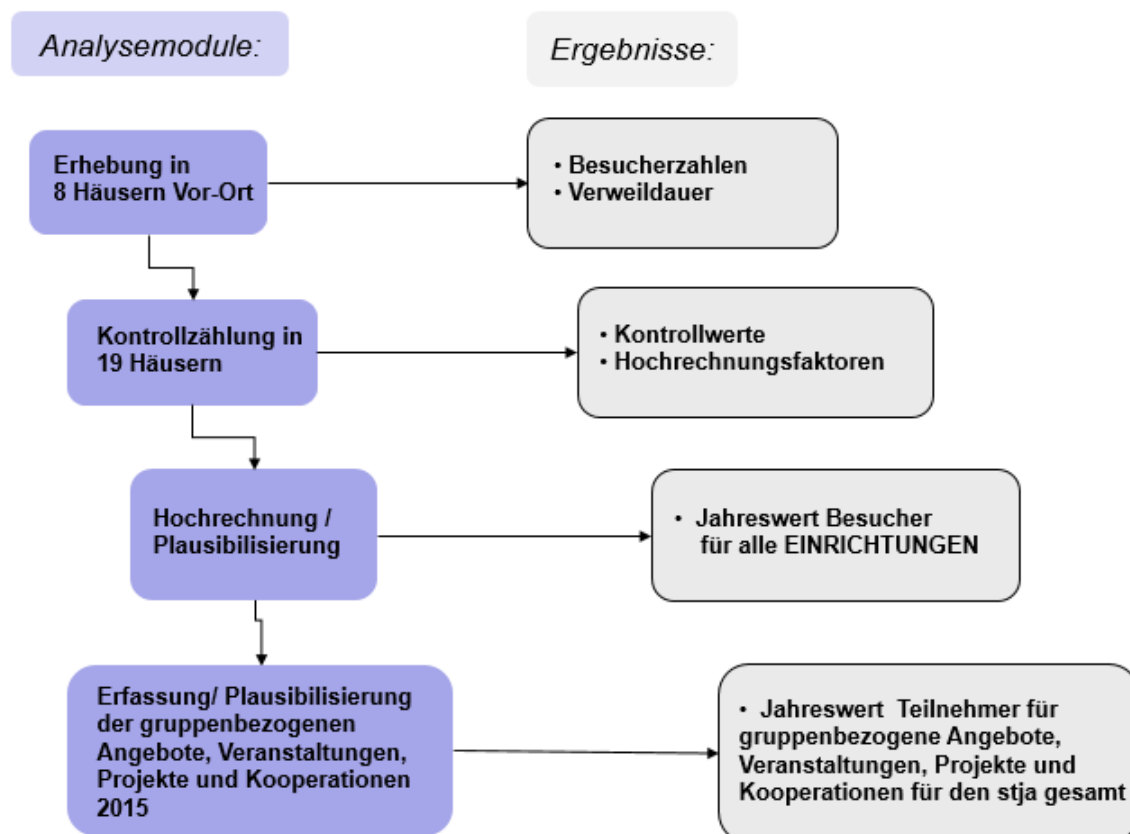 Analysemodule:
Ergebnisse:
Erhebung in
8 Häusern Vor-Ort
• Besucherzahlen
• Verweildauer
Kontrollzählung in
19 Häusern
• Kontrollwerte
• Hochrechnungsfaktoren
Hochrechnung /
Plausibilisierung
• Jahreswert Besucher
für alle EINRICHTUNGEN
Erfassung/ Plausibilisierung
der gruppenbezogenen
Angebote, Veranstaltungen,
Projekte und Kooperationen
2015
• Jahreswert Teilnehmer für
gruppenbezogene Angebote,
Veranstaltungen, Projekte und
Kooperationen für den stja gesamt